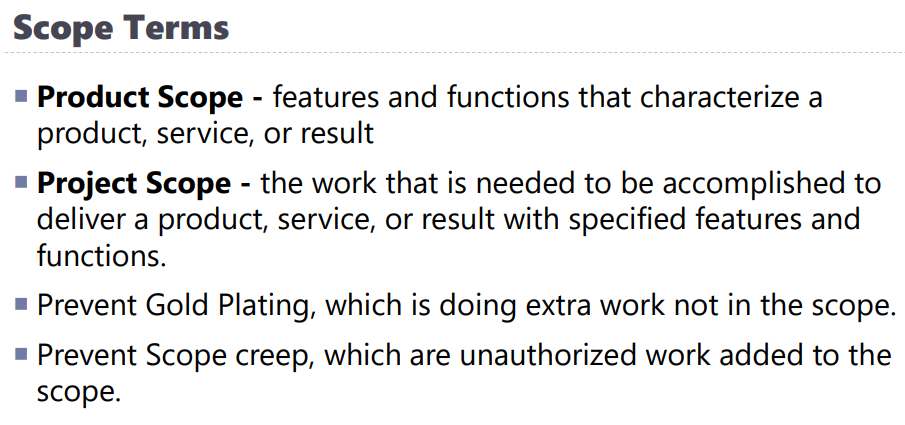 Scope Terms
■ Product Scope - features and functions that characterize a
product, service, or result
■ Project Scope - the work that is needed to be accomplished to
deliver a product, service, or result with specified features and
functions.
■ Prevent Gold Plating, which is doing extra work not in the scope.
■ Prevent Scope creep, which are unauthorized work added to the
scope.